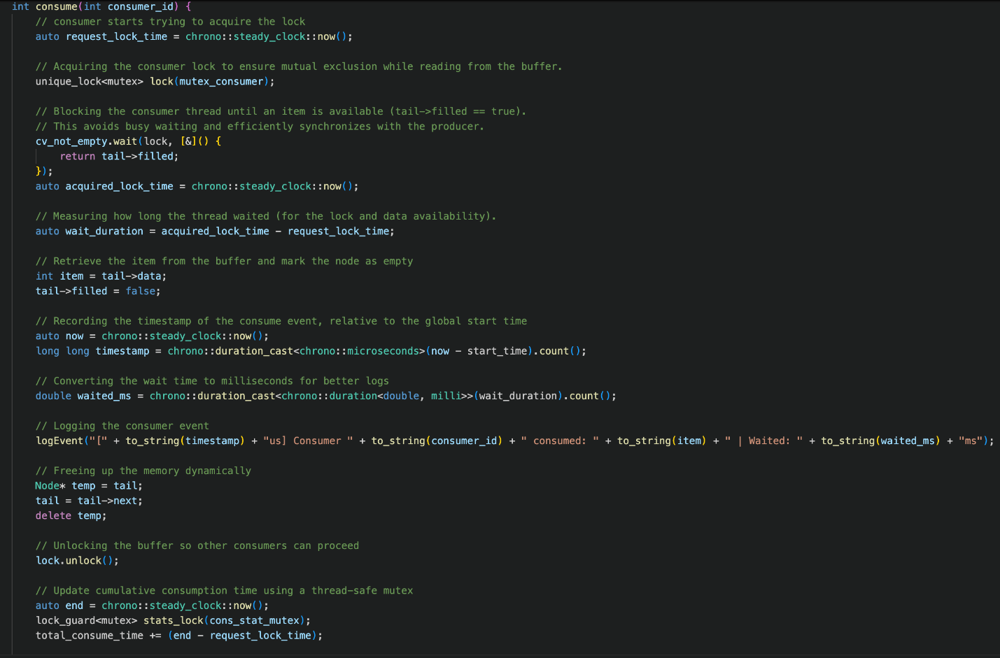 int consume(int consumer_id) {
    // consumer starts trying to acquire the lock
    auto request_lock_time = chrono::steady_clock::now();

    // Acquiring the consumer lock to ensure mutual exclusion while reading from the buffer.
    unique_lock<mutex> lock(mutex_consumer);

    // Blocking the consumer thread until an item is available (tail->filled == true).
    // This avoids busy waiting and efficiently synchronizes with the producer.
    cv_not_empty.wait(lock, [&]() {
        return tail->filled;
    });
    auto acquired_lock_time = chrono::steady_clock::now();

    // Measuring how long the thread waited (for the lock and data availability).
    auto wait_duration = acquired_lock_time - request_lock_time;

    // Retrieve the item from the buffer and mark the node as empty
    int item = tail->data;
    tail->filled = false;

    // Recording the timestamp of the consume event, relative to the global start time
    auto now = chrono::steady_clock::now();
    long long timestamp = chrono::duration_cast<chrono::microseconds>(now - start_time).count();

    // Converting the wait time to milliseconds for better logs
    double waited_ms = chrono::duration_cast<chrono::duration<double, milli>>(wait_duration).count();

    // Logging the consumer event
    logEvent("[" + to_string(timestamp) + "us] Consumer " + to_string(consumer_id) + " consumed: " + to_string(item) + " | Waited: " + to_string(waited_ms) + "ms");

    // Freeing up the memory dynamically
    Node* temp = tail;
    tail = tail->next;
    delete temp;

    // Unlocking the buffer so other consumers can proceed
    lock.unlock();

    // Update cumulative consumption time using a thread-safe mutex
    auto end = chrono::steady_clock::now();
    lock_guard<mutex> stats_lock(cons_stat_mutex);
    total_consume_time += (end - request_lock_time);